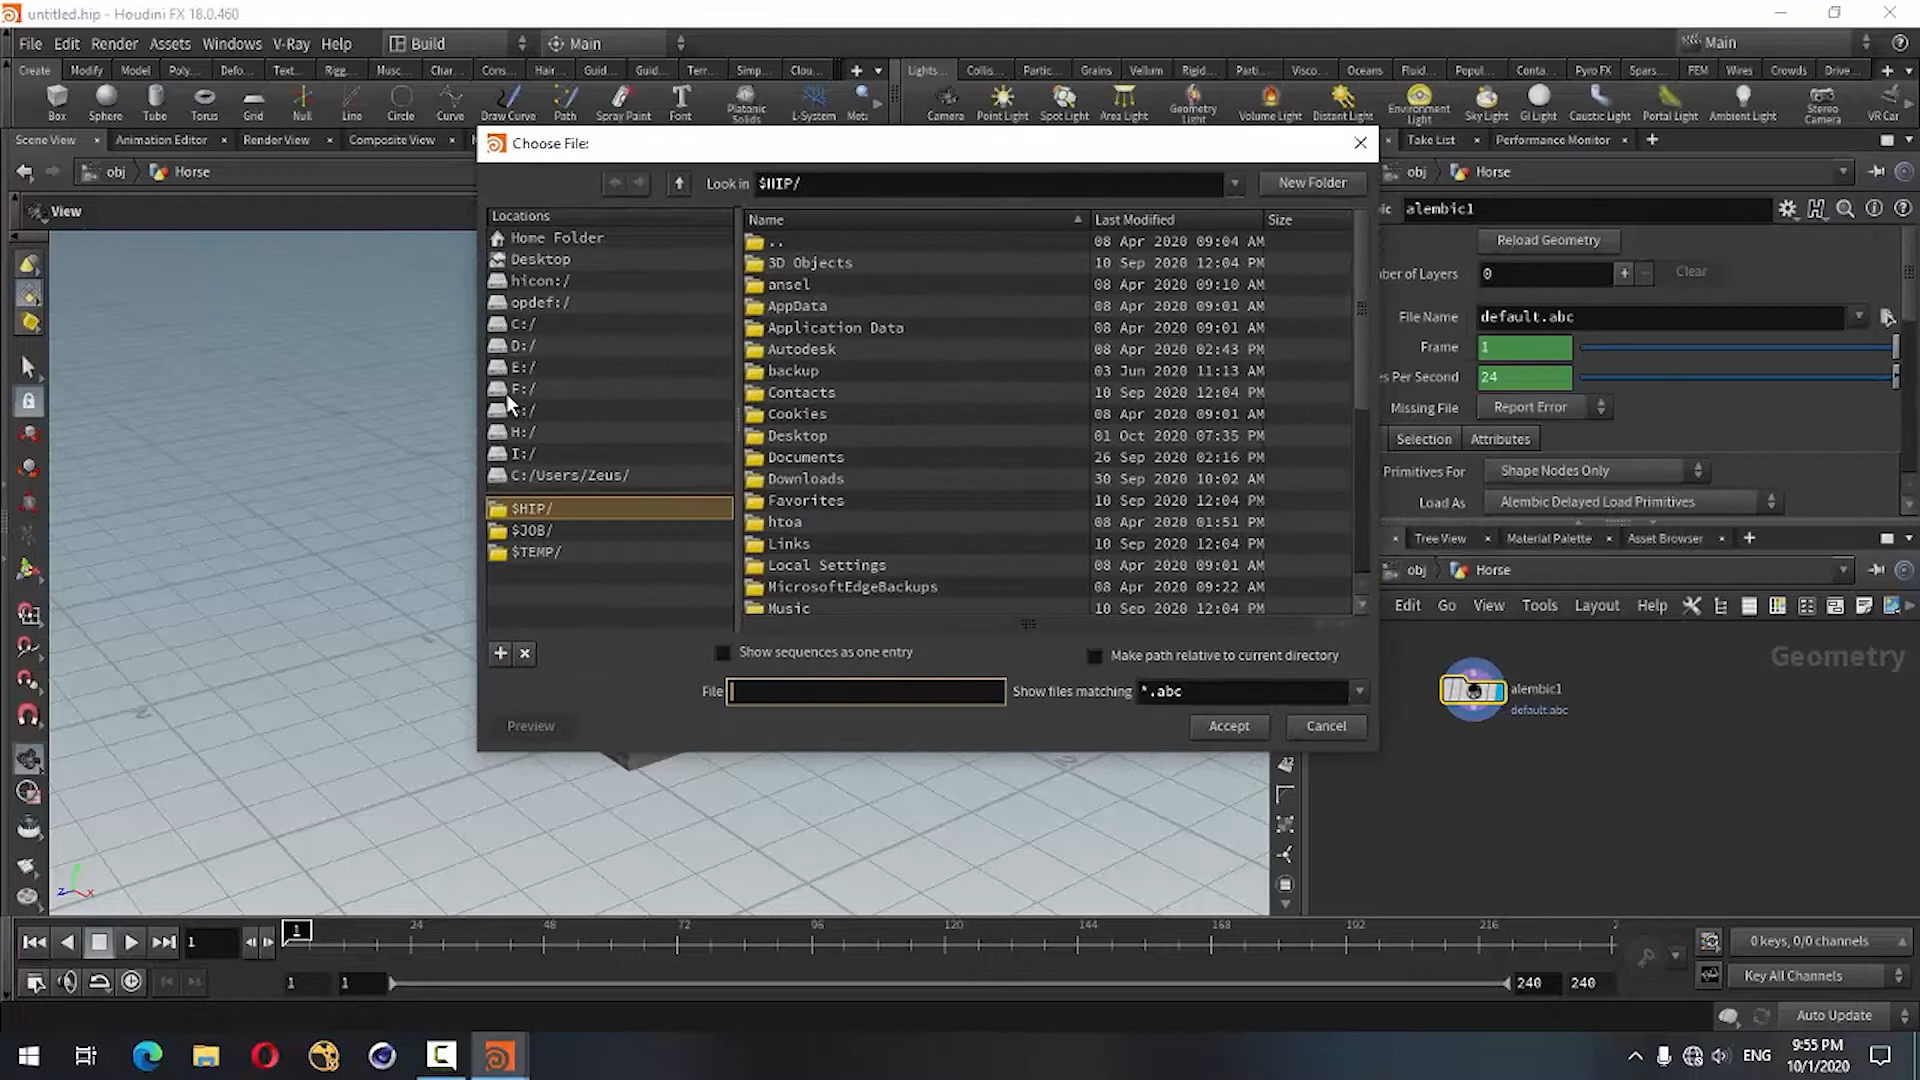 untitled.hip - Houdini FX 18.0.460
File Edit Render Assets Windows V-Ray Help Build Main Main
Create Modify Model Poly... Defo... Text... Rigg... Musc... Char... Cons... Hair... Guid... Guid... Terr... Simp... Clou... Lights... Collis... Partic... Grains Vellum Rigid... Parti... Visco... Oceans Fluid... Popul... Conta... Pyro FX Spars... FEM Wires Crowds Drive...
Box Sphere Tube Torus Grid Null Line Circle Curve Draw Curve Path Spray Paint Font Platonic Solids L-System Camera Point Light Spot Light Area Light Geometry Light Volume Light Distant Light Environment Light Sky Light GI Light Caustic Light Portal Light Ambient Light Stereo Camera VR Car
Scene View Animation Editor Render View Composite View Take List Performance Monitor
obj Horse
obj Horse
View
Choose File:
Look in $HIP/ New Folder
Locations
Home Folder
Desktop
hicon:/
opdef:/
C:/
D:/
E:/
F:/
H:/
I:/
C:/Users/Zeus/
$HIP/
$JOB/
$TEMP/
Name Last Modified Size
.. 08 Apr 2020 09:04 AM
3D Objects 10 Sep 2020 12:04 PM
ansel 08 Apr 2020 09:10 AM
AppData 08 Apr 2020 09:01 AM
Application Data 08 Apr 2020 09:01 AM
Autodesk 08 Apr 2020 02:43 PM
backup 03 Jun 2020 11:13 AM
Contacts 10 Sep 2020 12:04 PM
Cookies 08 Apr 2020 09:01 AM
Desktop 01 Oct 2020 07:35 PM
Documents 26 Sep 2020 02:16 PM
Downloads 30 Sep 2020 10:02 AM
Favorites 10 Sep 2020 12:04 PM
htoa 08 Apr 2020 01:51 PM
Links 10 Sep 2020 12:04 PM
Local Settings 08 Apr 2020 09:01 AM
MicrosoftEdgeBackups 08 Apr 2020 09:22 AM
Music 10 Sep 2020 12:04 PM
Show sequences as one entry Make path relative to current directory
File Show files matching *.abc
Preview Accept Cancel
alembic1
Reload Geometry
Layers 0 Clear
File Name default.abc
Frame 1
Per Second 24
Missing File Report Error
Selection Attributes
Primitives For Shape Nodes Only
Load As Alembic Delayed Load Primitives
Tree View Material Palette Asset Browser
obj Horse
Edit Go View Tools Layout Help
Geometry
alembic1
default.abc
1 24 48 72 96 120 144 168 192 216 2
1
0 keys, 0/0 channels
1 1 240 240
Key All Channels
Auto Update
ENG
9:55 PM
10/1/2020